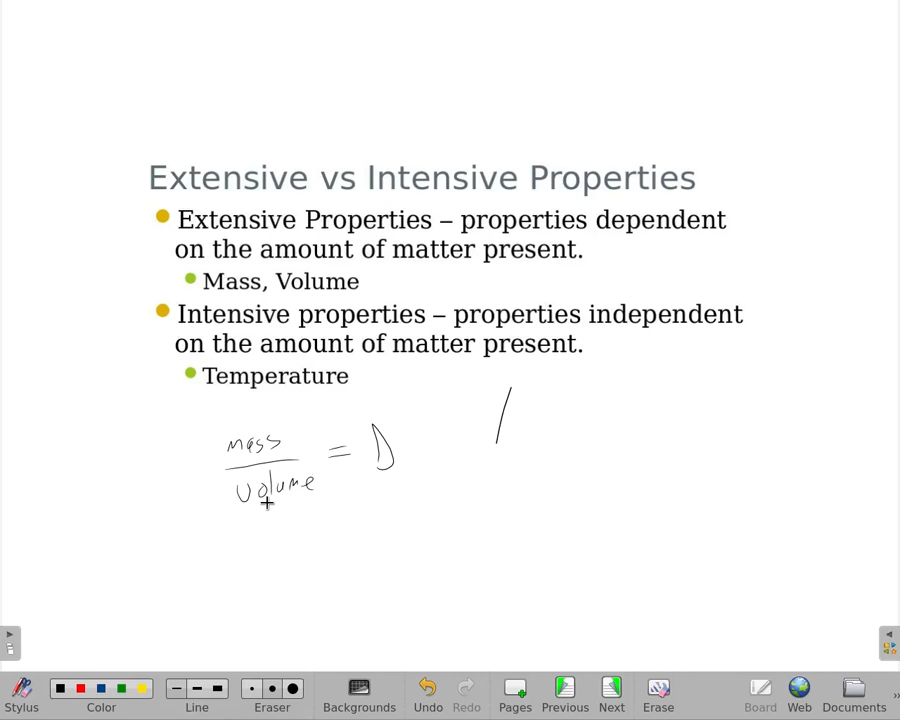 Extensive vs Intensive Properties
Extensive Properties – properties dependent
on the amount of matter present.
Mass, Volume
Intensive properties – properties independent
on the amount of matter present.
Temperature
mass
volume
= D
/
Stylus
Color
Line
Eraser
Backgrounds
Undo
Redo
Pages
Previous
Next
Erase
Board
Web
Documents
»